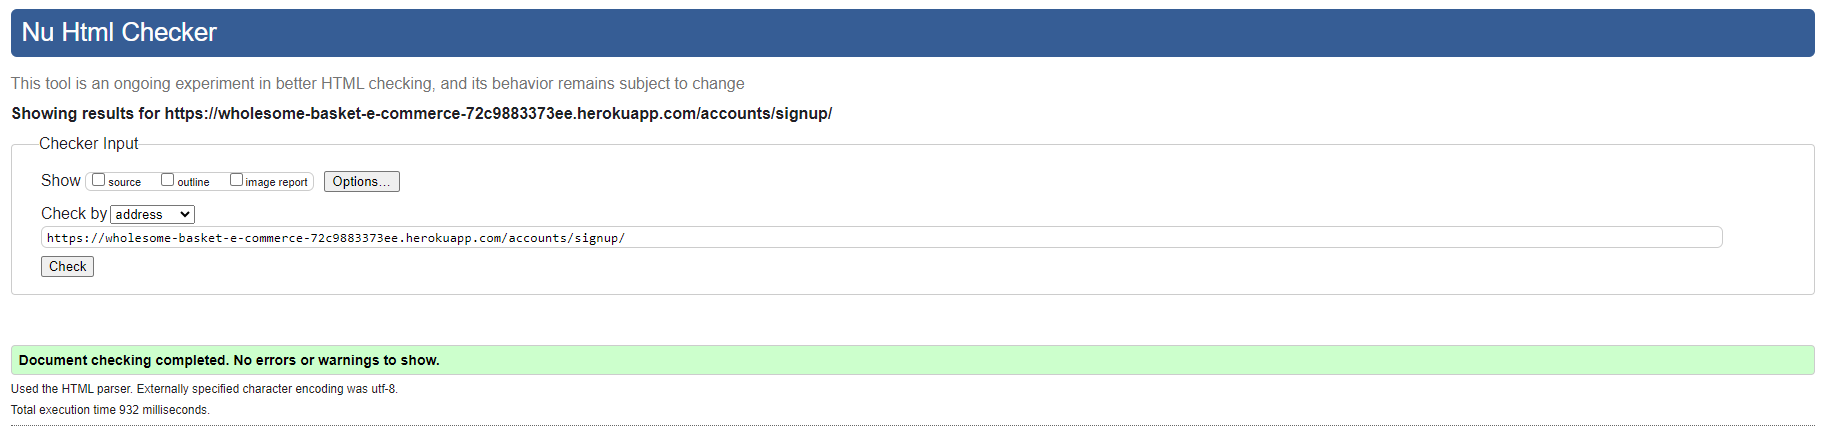 Nu Html Checker
This tool is an ongoing experiment in better HTML checking, and its behavior remains subject to change
Showing results for https://wholesome-basket-e-commerce-72c9883373ee.herokuapp.com/accounts/signup/
Checker Input
Show source outline image report Options...
Check by address
https://wholesome-basket-e-commerce-72c9883373ee.herokuapp.com/accounts/signup/
Check
Document checking completed. No errors or warnings to show.
Used the HTML parser. Externally specified character encoding was utf-8.
Total execution time 932 milliseconds.